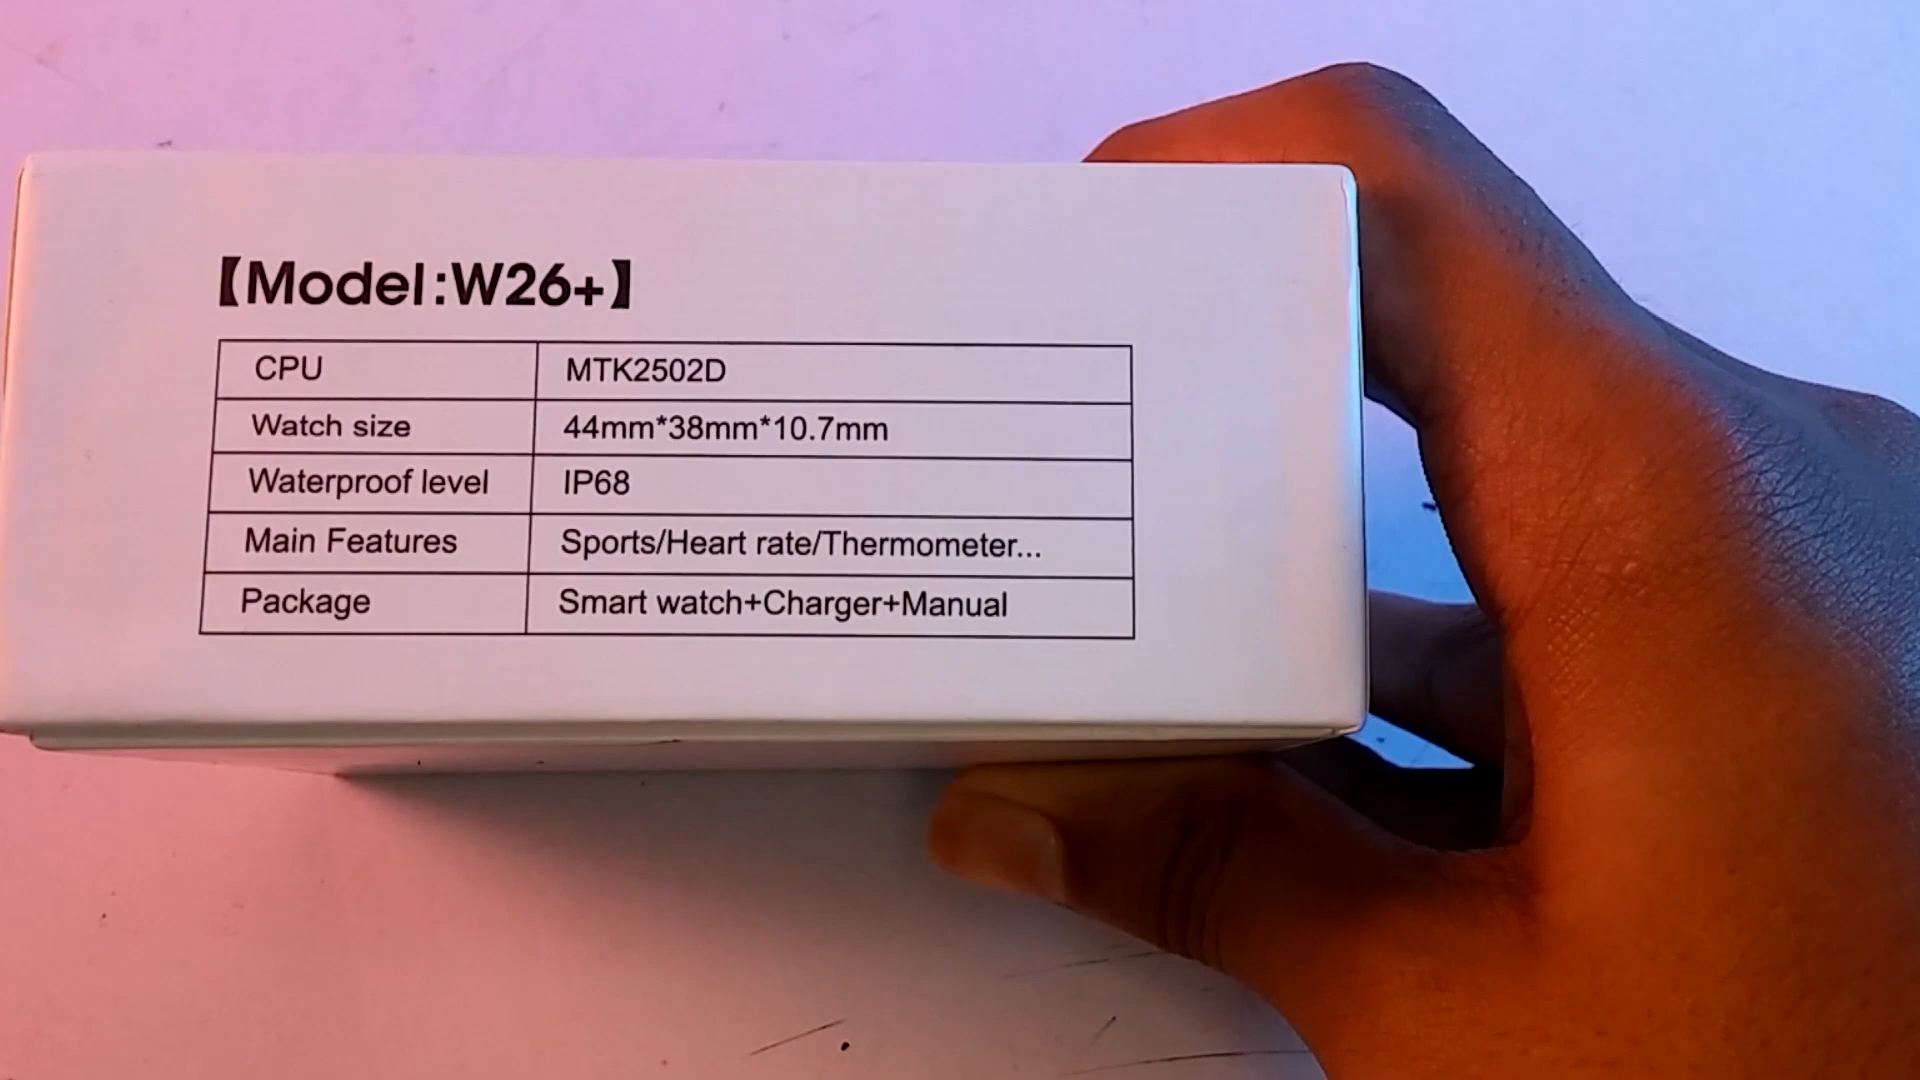 【Model:W26+】
CPU MTK2502D
Watch size 44mm*38mm*10.7mm
Waterproof level IP68
Main Features Sports/Heart rate/Thermometer...
Package Smart watch+Charger+Manual